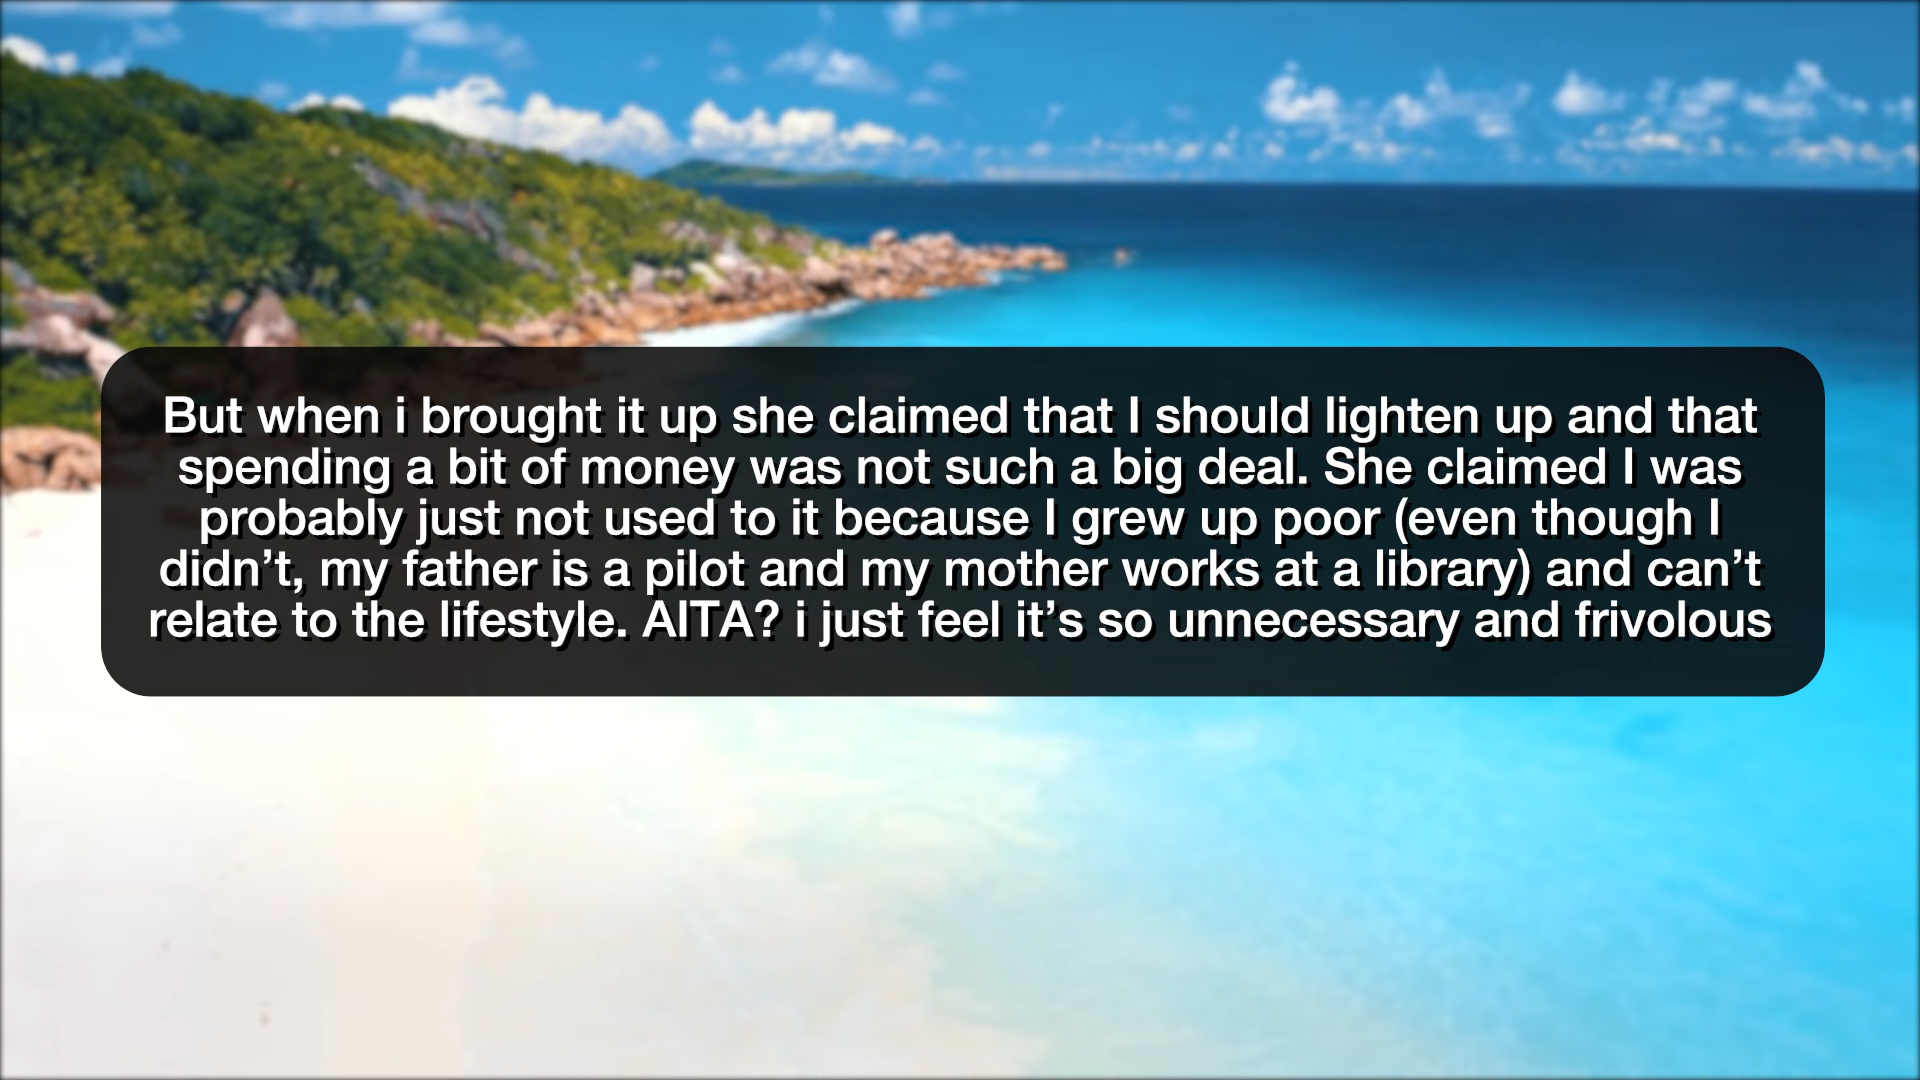 But when i brought it up she claimed that I should lighten up and that
spending a bit of money was not such a big deal. She claimed I was
probably just not used to it because I grew up poor (even though I
didn’t, my father is a pilot and my mother works at a library) and can’t
relate to the lifestyle. AITA? i just feel it’s so unnecessary and frivolous